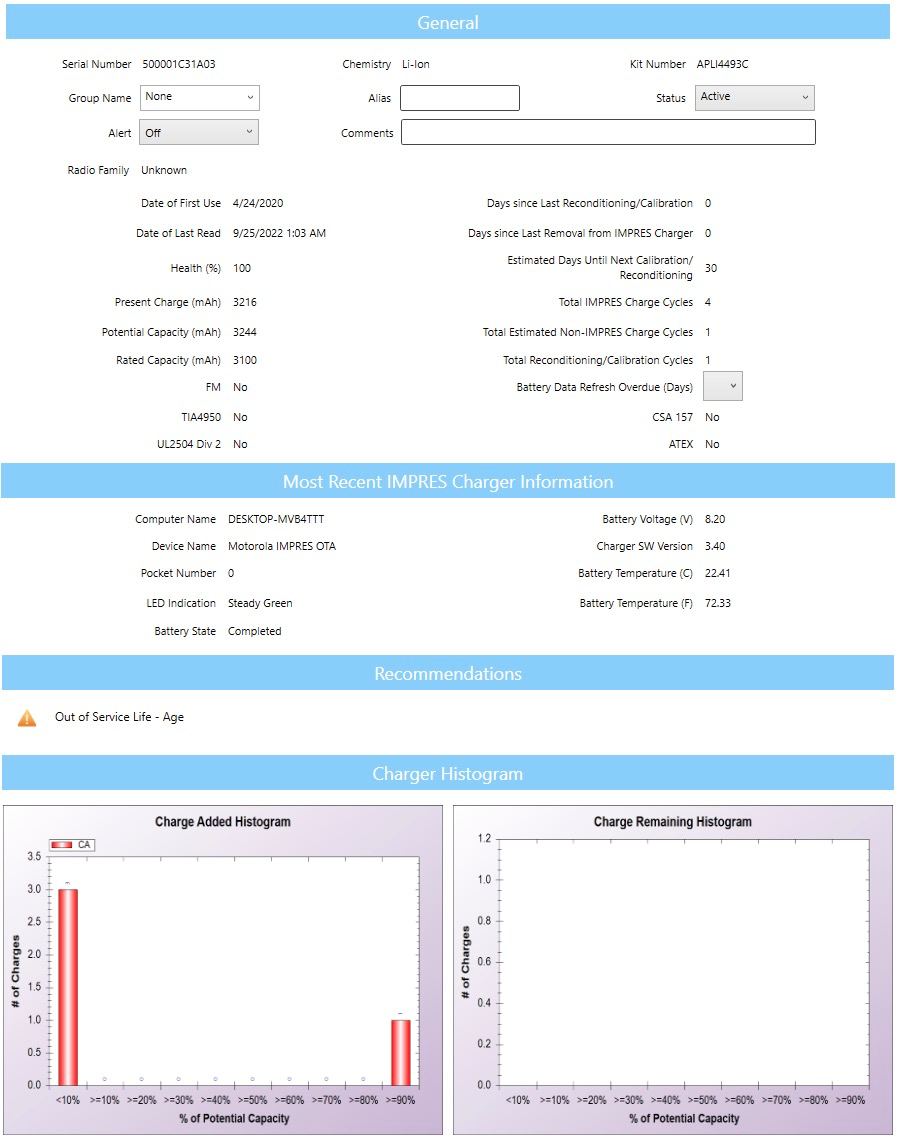 General
Serial Number 500001C31A03 Chemistry Li-Ion Kit Number APLI4493C
Group Name None Alias Status Active
Alert Off Comments
Radio Family Unknown
Date of First Use 4/24/2020 Days since Last Reconditioning/Calibration 0
Date of Last Read 9/25/2022 1:03 AM Days since Last Removal from IMPRES Charger 0
Health (%) 100 Estimated Days Until Next Calibration/
Reconditioning 30
Present Charge (mAh) 3216 Total IMPRES Charge Cycles 4
Potential Capacity (mAh) 3244 Total Estimated Non-IMPRES Charge Cycles 1
Rated Capacity (mAh) 3100 Total Reconditioning/Calibration Cycles 1
FM No Battery Data Refresh Overdue (Days)
TIA4950 No CSA 157 No
UL2504 Div 2 No ATEX No
Most Recent IMPRES Charger Information
Computer Name DESKTOP-MVB4TTT Battery Voltage (V) 8.20
Device Name Motorola IMPRES OTA Charger SW Version 3.40
Pocket Number 0 Battery Temperature (C) 22.41
LED Indication Steady Green Battery Temperature (F) 72.33
Battery State Completed
Recommendations
Out of Service Life - Age
Charger Histogram
Charge Added Histogram
CA
3.5
3.0
2.5
2.0
1.5
1.0
0.5
0.0
# of Charges
0 0 0 0 0 0 0 0
<10% >=10% >=20% >=30% >=40% >=50% >=60% >=70% >=80% >=90%
% of Potential Capacity
Charge Remaining Histogram
1.2
1.0
0.8
0.6
0.4
0.2
0.0
# of Charges
<10% >=10% >=20% >=30% >=40% >=50% >=60% >=70% >=80% >=90%
% of Potential Capacity